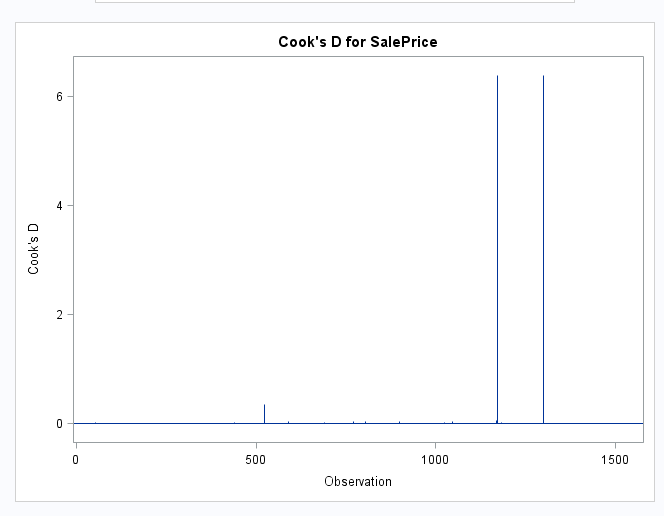 Cook's D for SalePrice
6
4
2
0
Cook's D
0 500 1000 1500
Observation